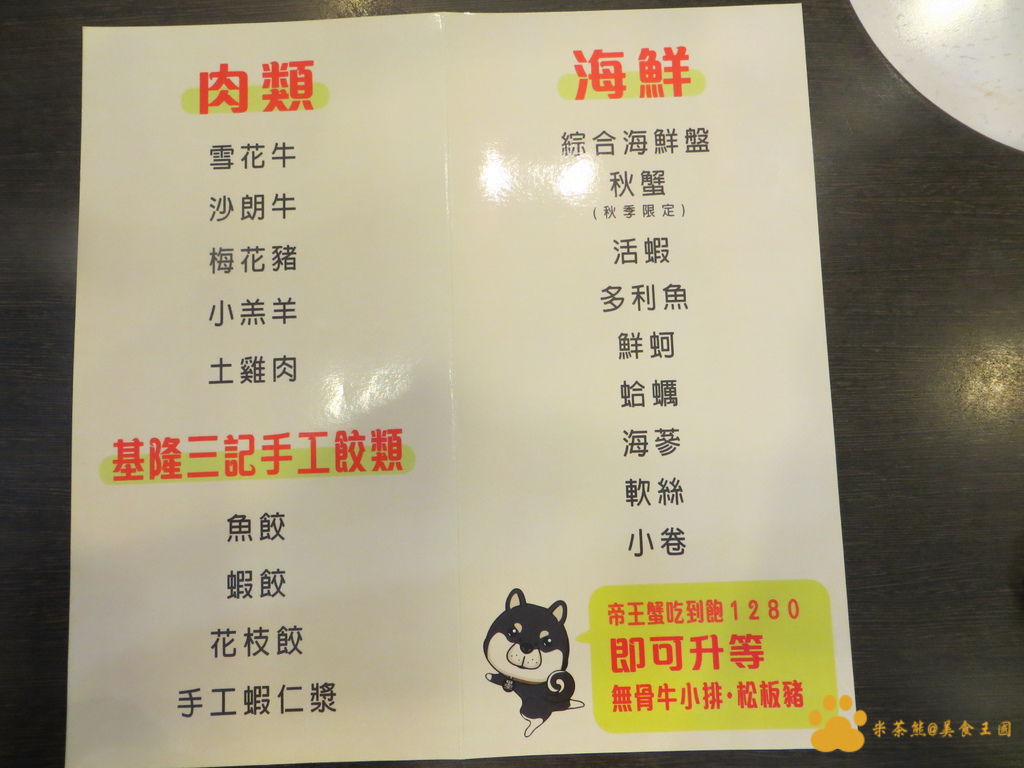 肉類
雪花牛
沙朗牛
梅花豬
小羔羊
土雞肉
基隆三記手工餃類
魚餃
蝦餃
花枝餃
手工蝦仁漿
海鮮
綜合海鮮盤
秋蟹
(秋季限定)
活蝦
多利魚
鮮蚵
蛤蠣
海蔘
軟絲
小卷
帝王蟹吃到飽1280
即可升等
無骨牛小排·松板豬
米茶熊@美食王國